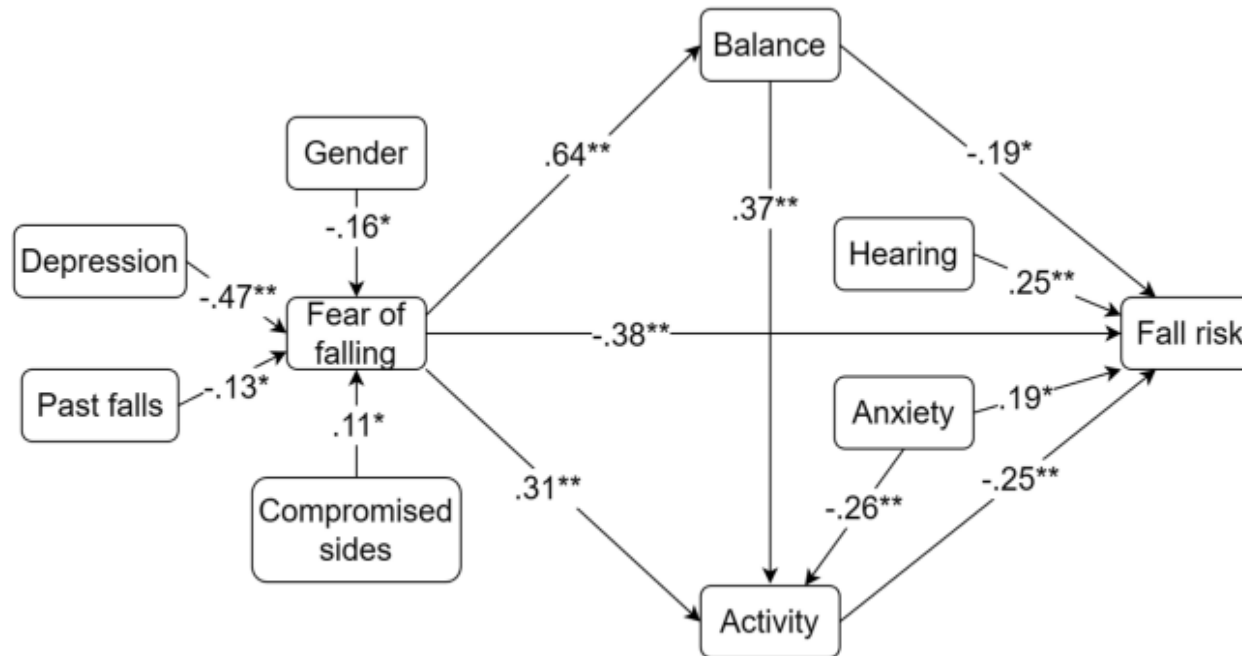 Balance
Gender
.64**
-.19*
-.16*
.37**
Depression
Hearing
-.47**
.25**
Fear of
falling
-.38**
Fall risk
Past falls
-.13*
Anxiety
.19*
.11*
.31**
-.25**
Compromised
sides
-.26**
Activity